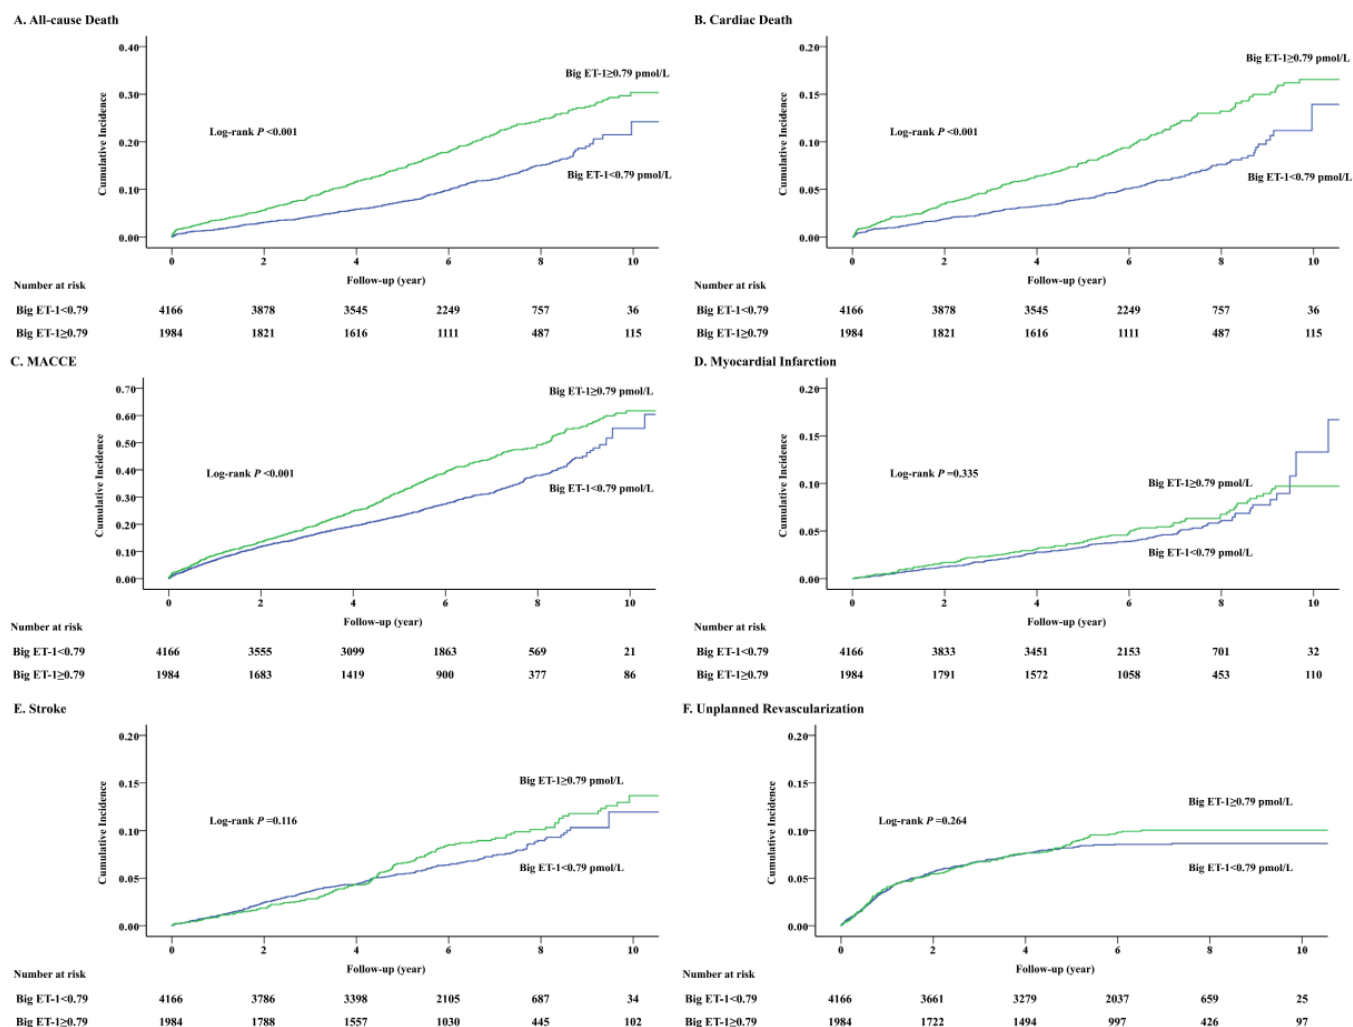 A. All-cause Death
0.40
0.30
0.20
0.10
0.00
Cumulative Incidence
Big ET-1≥0.79 pmol/L
Log-rank P <0.001
Big ET-1<0.79 pmol/L
0 2 4 6 8 10
Follow-up (year)
Number at risk
Big ET-1<0.79 4166 3878 3545 2249 757 36
Big ET-1≥0.79 1984 1821 1616 1111 487 115
B. Cardiac Death
0.20
0.15
0.10
0.05
0.00
Cumulative Incidence
Big ET-1≥0.79 pmol/L
Log-rank P <0.001
Big ET-1<0.79 pmol/L
0 2 4 6 8 10
Follow-up (year)
Number at risk
Big ET-1<0.79 4166 3878 3545 2249 757 36
Big ET-1≥0.79 1984 1821 1616 1111 487 115
C. MACCE
0.70
0.60
0.50
0.40
0.30
0.20
0.10
0.00
Cumulative Incidence
Big ET-1≥0.79 pmol/L
Log-rank P <0.001
Big ET-1<0.79 pmol/L
0 2 4 6 8 10
Follow-up (year)
Number at risk
Big ET-1<0.79 4166 3555 3099 1863 569 21
Big ET-1≥0.79 1984 1683 1419 900 377 86
D. Myocardial Infarction
0.20
0.15
0.10
0.05
0.00
Cumulative Incidence
Log-rank P =0.335
Big ET-1≥0.79 pmol/L
Big ET-1<0.79 pmol/L
0 2 4 6 8 10
Follow-up (year)
Number at risk
Big ET-1<0.79 4166 3833 3451 2153 701 32
Big ET-1≥0.79 1984 1791 1572 1058 453 110
E. Stroke
0.20
0.15
0.10
0.05
0.00
Cumulative Incidence
Big ET-1≥0.79 pmol/L
Log-rank P =0.116
Big ET-1<0.79 pmol/L
0 2 4 6 8 10
Follow-up (year)
Number at risk
Big ET-1<0.79 4166 3786 3398 2105 687 34
Big ET-1≥0.79 1984 1788 1557 1030 445 102
F. Unplanned Revascularization
0.20
0.15
0.10
0.05
0.00
Cumulative Incidence
Big ET-1≥0.79 pmol/L
Log-rank P =0.264
Big ET-1<0.79 pmol/L
0 2 4 6 8 10
Follow-up (year)
Number at risk
Big ET-1<0.79 4166 3661 3279 2037 659 25
Big ET-1≥0.79 1984 1722 1494 997 426 97